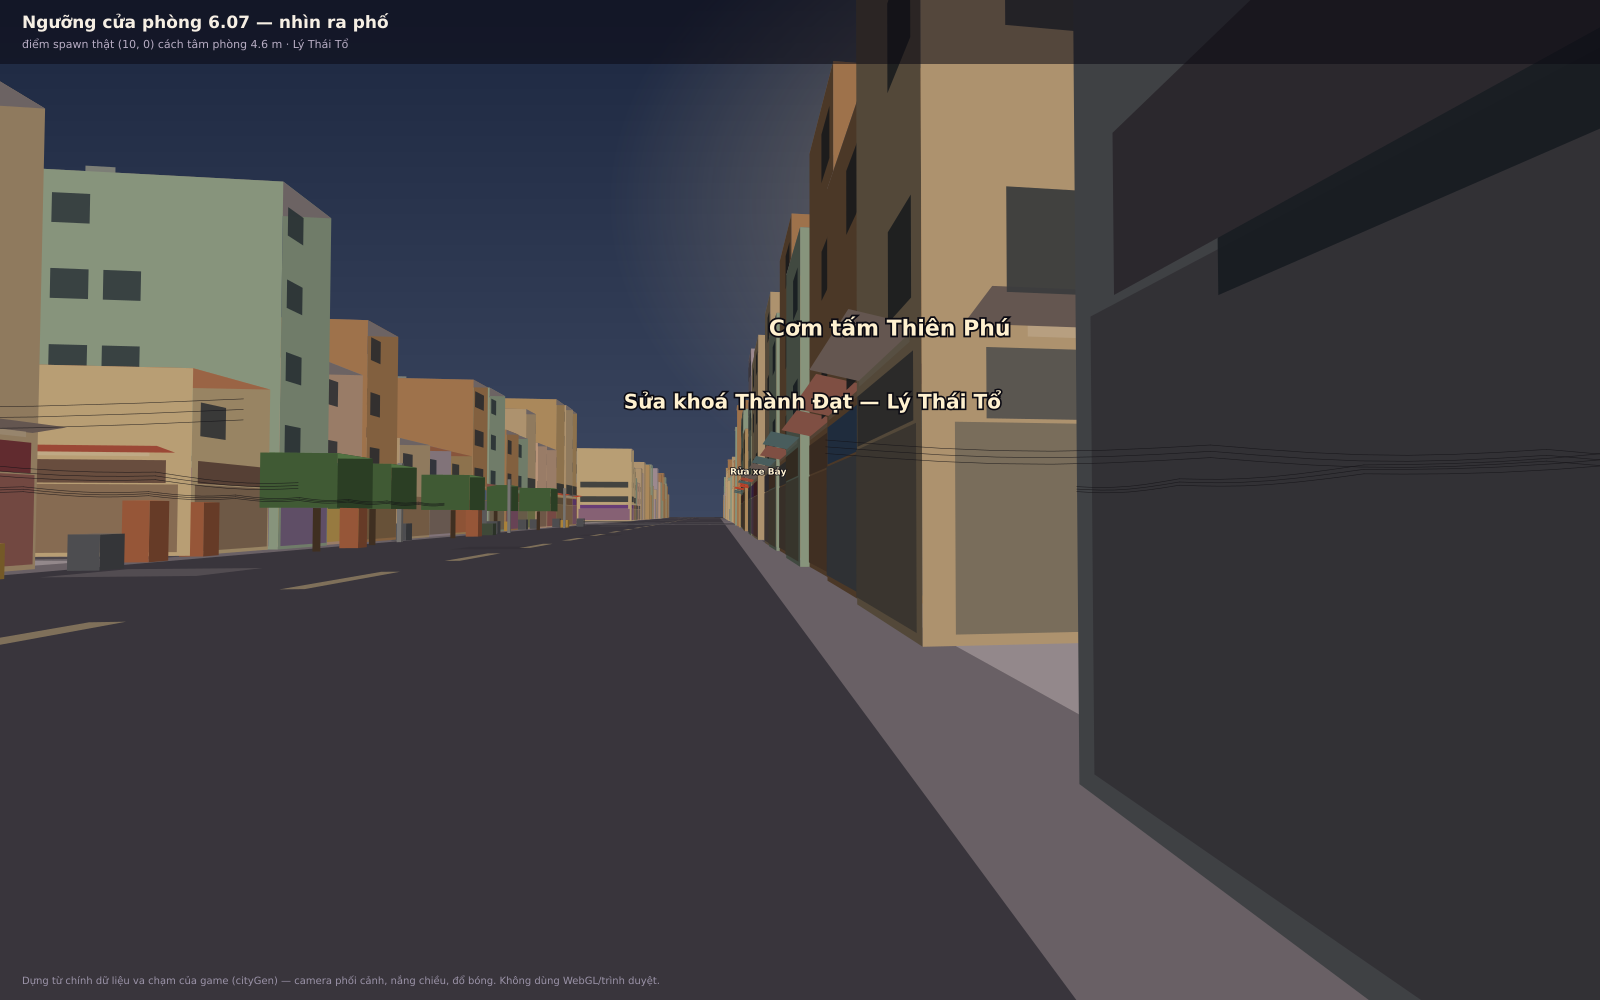 Ngưỡng cửa phòng 6.07 — nhìn ra phố
điểm spawn thật (10, 0) cách tâm phòng 4.6 m · Lý Thái Tổ
Cơm tấm Thiên Phú
Sửa khoá Thành Đạt — Lý Thái Tổ
Rửa xe Bảy
Dựng từ chính dữ liệu va chạm của game (cityGen) — camera phối cảnh, nắng chiều, đổ bóng. Không dùng WebGL/trình duyệt.